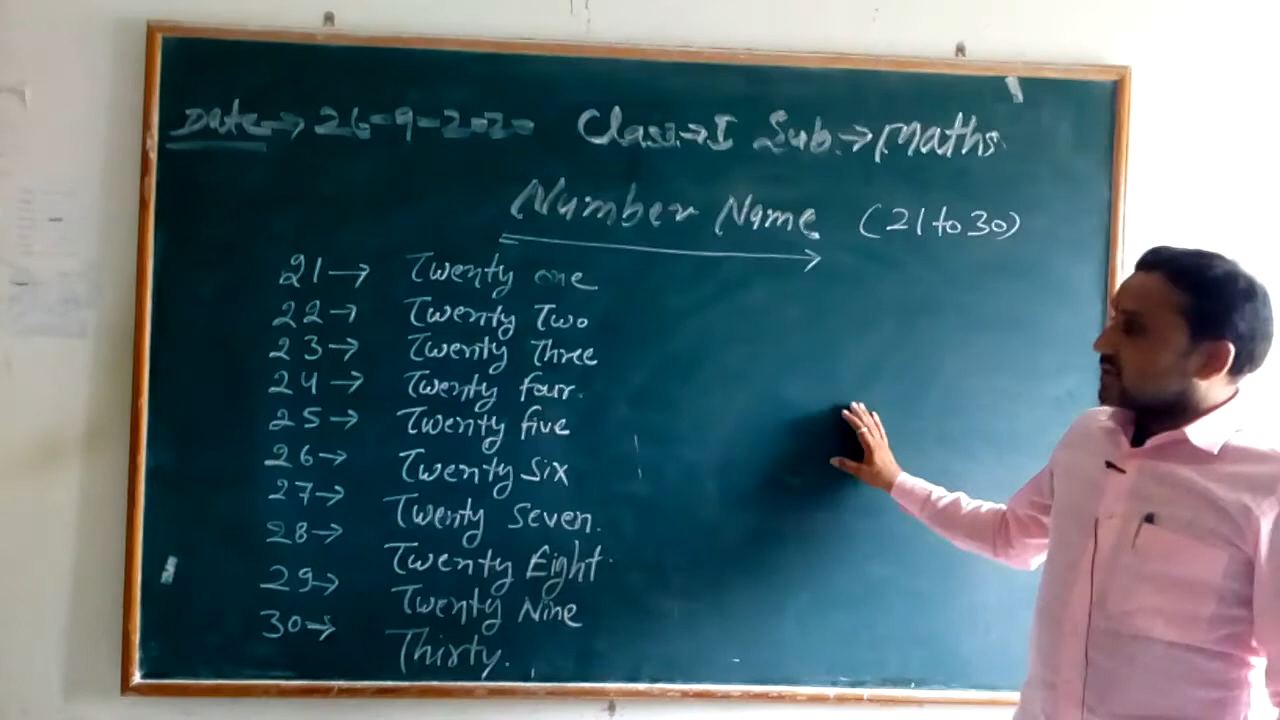 Date→ 26-9-2020 Class→I Sub.→Maths
Number Name (21 to 30)
21→ Twenty one
22→ Twenty Two
23→ Twenty Three
24→ Twenty four.
25→ Twenty five
26→ Twenty Six
27→ Twenty Seven.
28→ Twenty Eight.
29→ Twenty Nine
30→ Thirty.